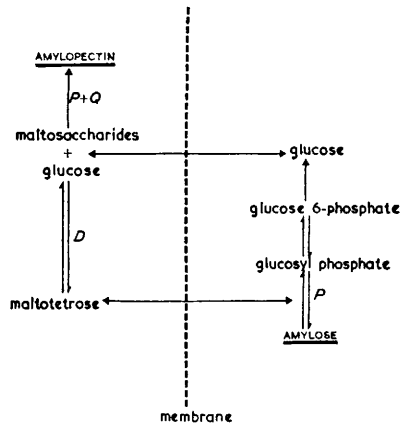 AMYLOPECTIN
P+Q
maltosaccharides
+
glucose
D
maltotetrose
glucose
glucose 6-phosphate
glucosyl phosphate
P
AMYLOSE
membrane